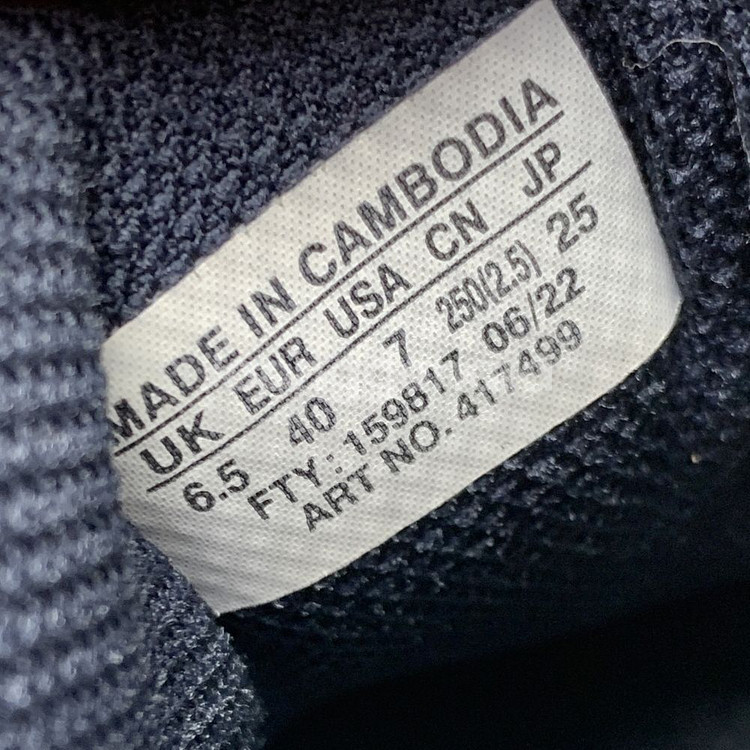 MADE IN CAMBODIA
UK EUR USA CN JP
6.5 40 7 250(2.5) 25
FTY: 159817 06/22
ART NO. 417499